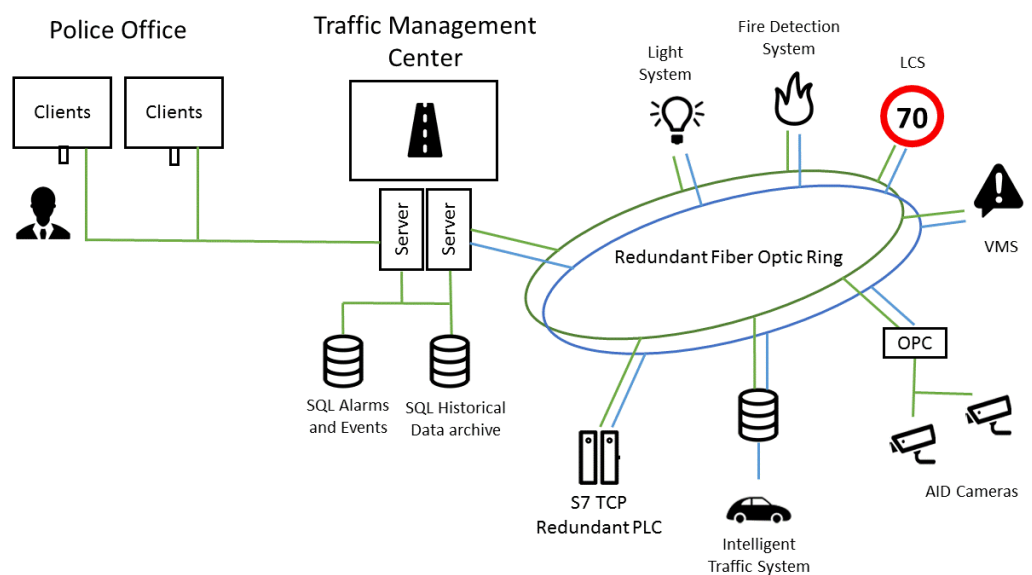 Police Office
Traffic Management
Center
Clients
Clients
Server
Server
SQL Alarms
and Events
SQL Historical
Data archive
Light
System
Fire Detection
System
LCS
70
VMS
Redundant Fiber Optic Ring
OPC
AID Cameras
S7 TCP
Redundant PLC
Intelligent
Traffic System